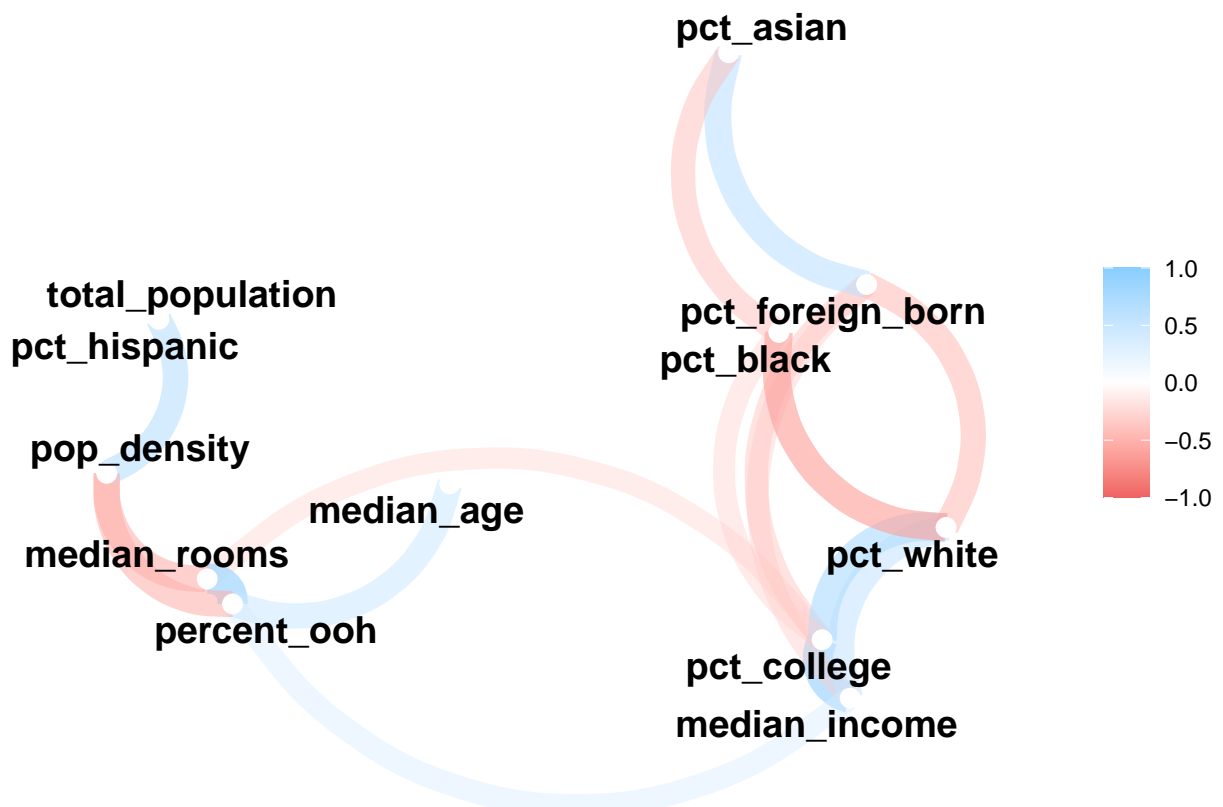 pct_asian
total_population
pct_hispanic
pct_foreign_born
pct_black
pop_density
median_age
median_rooms
pct_white
percent_ooh
pct_college
median_income
1.0
0.5
0.0
−0.5
−1.0